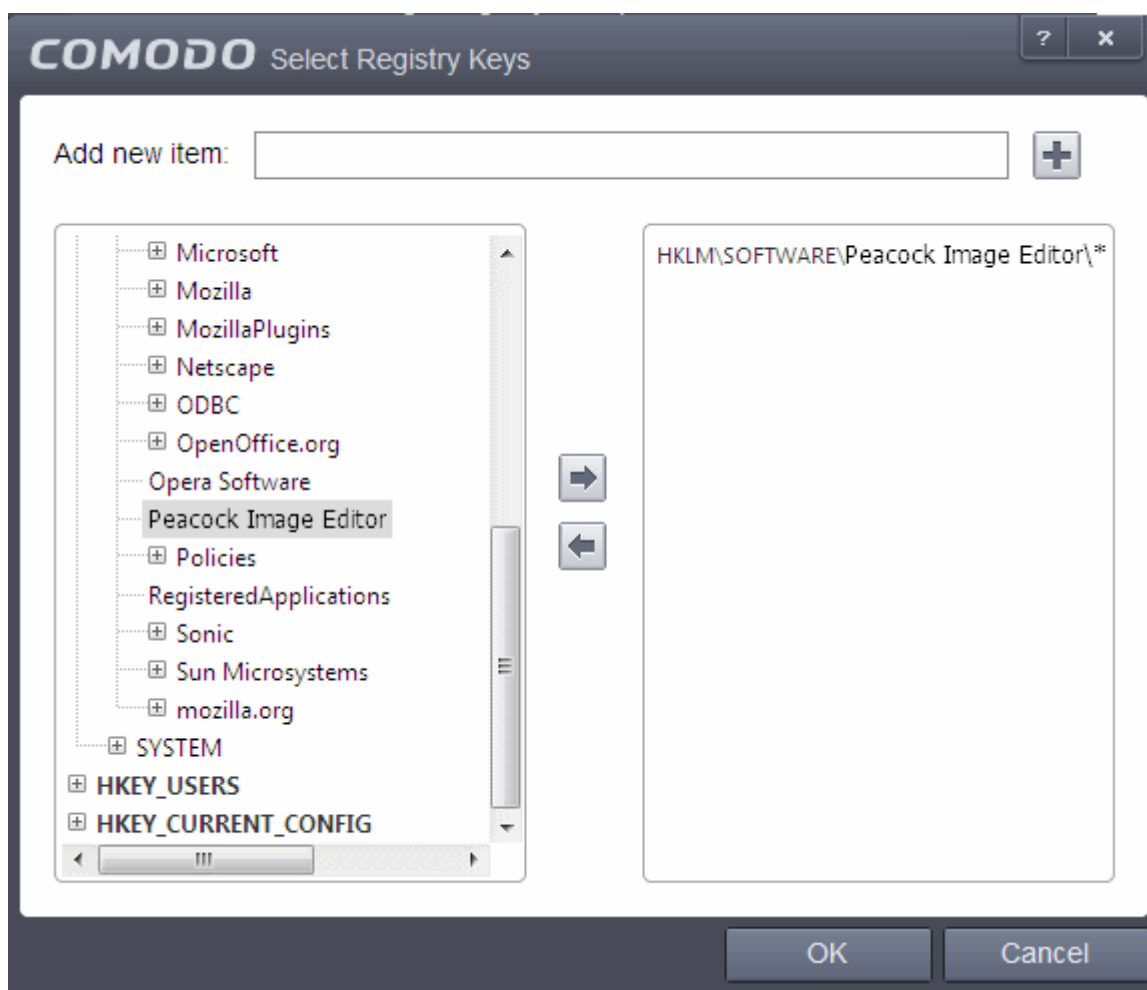 COMODO Select Registry Keys
?
×
Add new item:
Microsoft
Mozilla
MozillaPlugins
Netscape
ODBC
OpenOffice.org
Opera Software
Peacock Image Editor
Policies
RegisteredApplications
Sonic
Sun Microsystems
mozilla.org
SYSTEM
HKEY_USERS
HKEY_CURRENT_CONFIG
HKLM\SOFTWARE\Peacock Image Editor\*
OK
Cancel